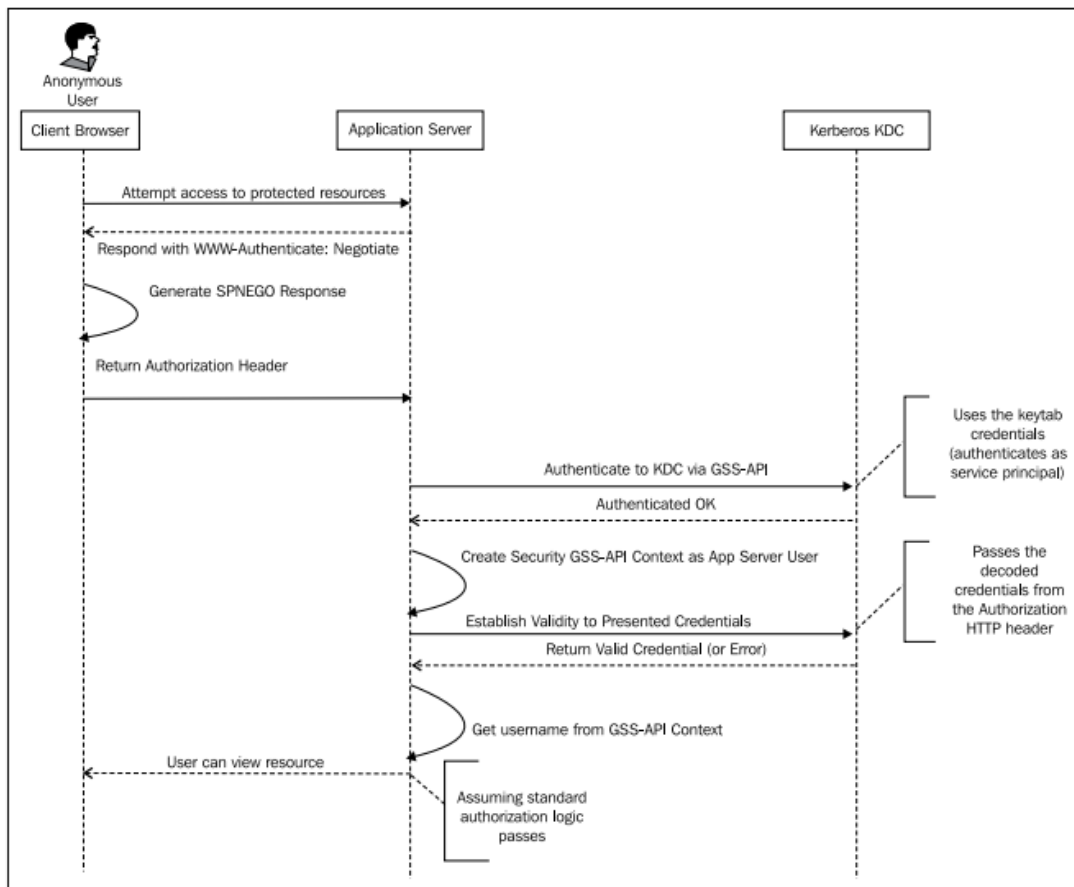 Anonymous
User
Client Browser
Application Server
Kerberos KDC
Attempt access to protected resources
Respond with WWW-Authenticate: Negotiate
Generate SPNEGO Response
Return Authorization Header
Uses the keytab
credentials
(authenticates as
service principal)
Authenticate to KDC via GSS-API
Authenticated OK
Create Security GSS-API Context as App Server User
Passes the
decoded
credentials from
the Authorization
HTTP header
Establish Validity to Presented Credentials
Return Valid Credential (or Error)
Get username from GSS-API Context
User can view resource
Assuming standard
authorization logic
passes